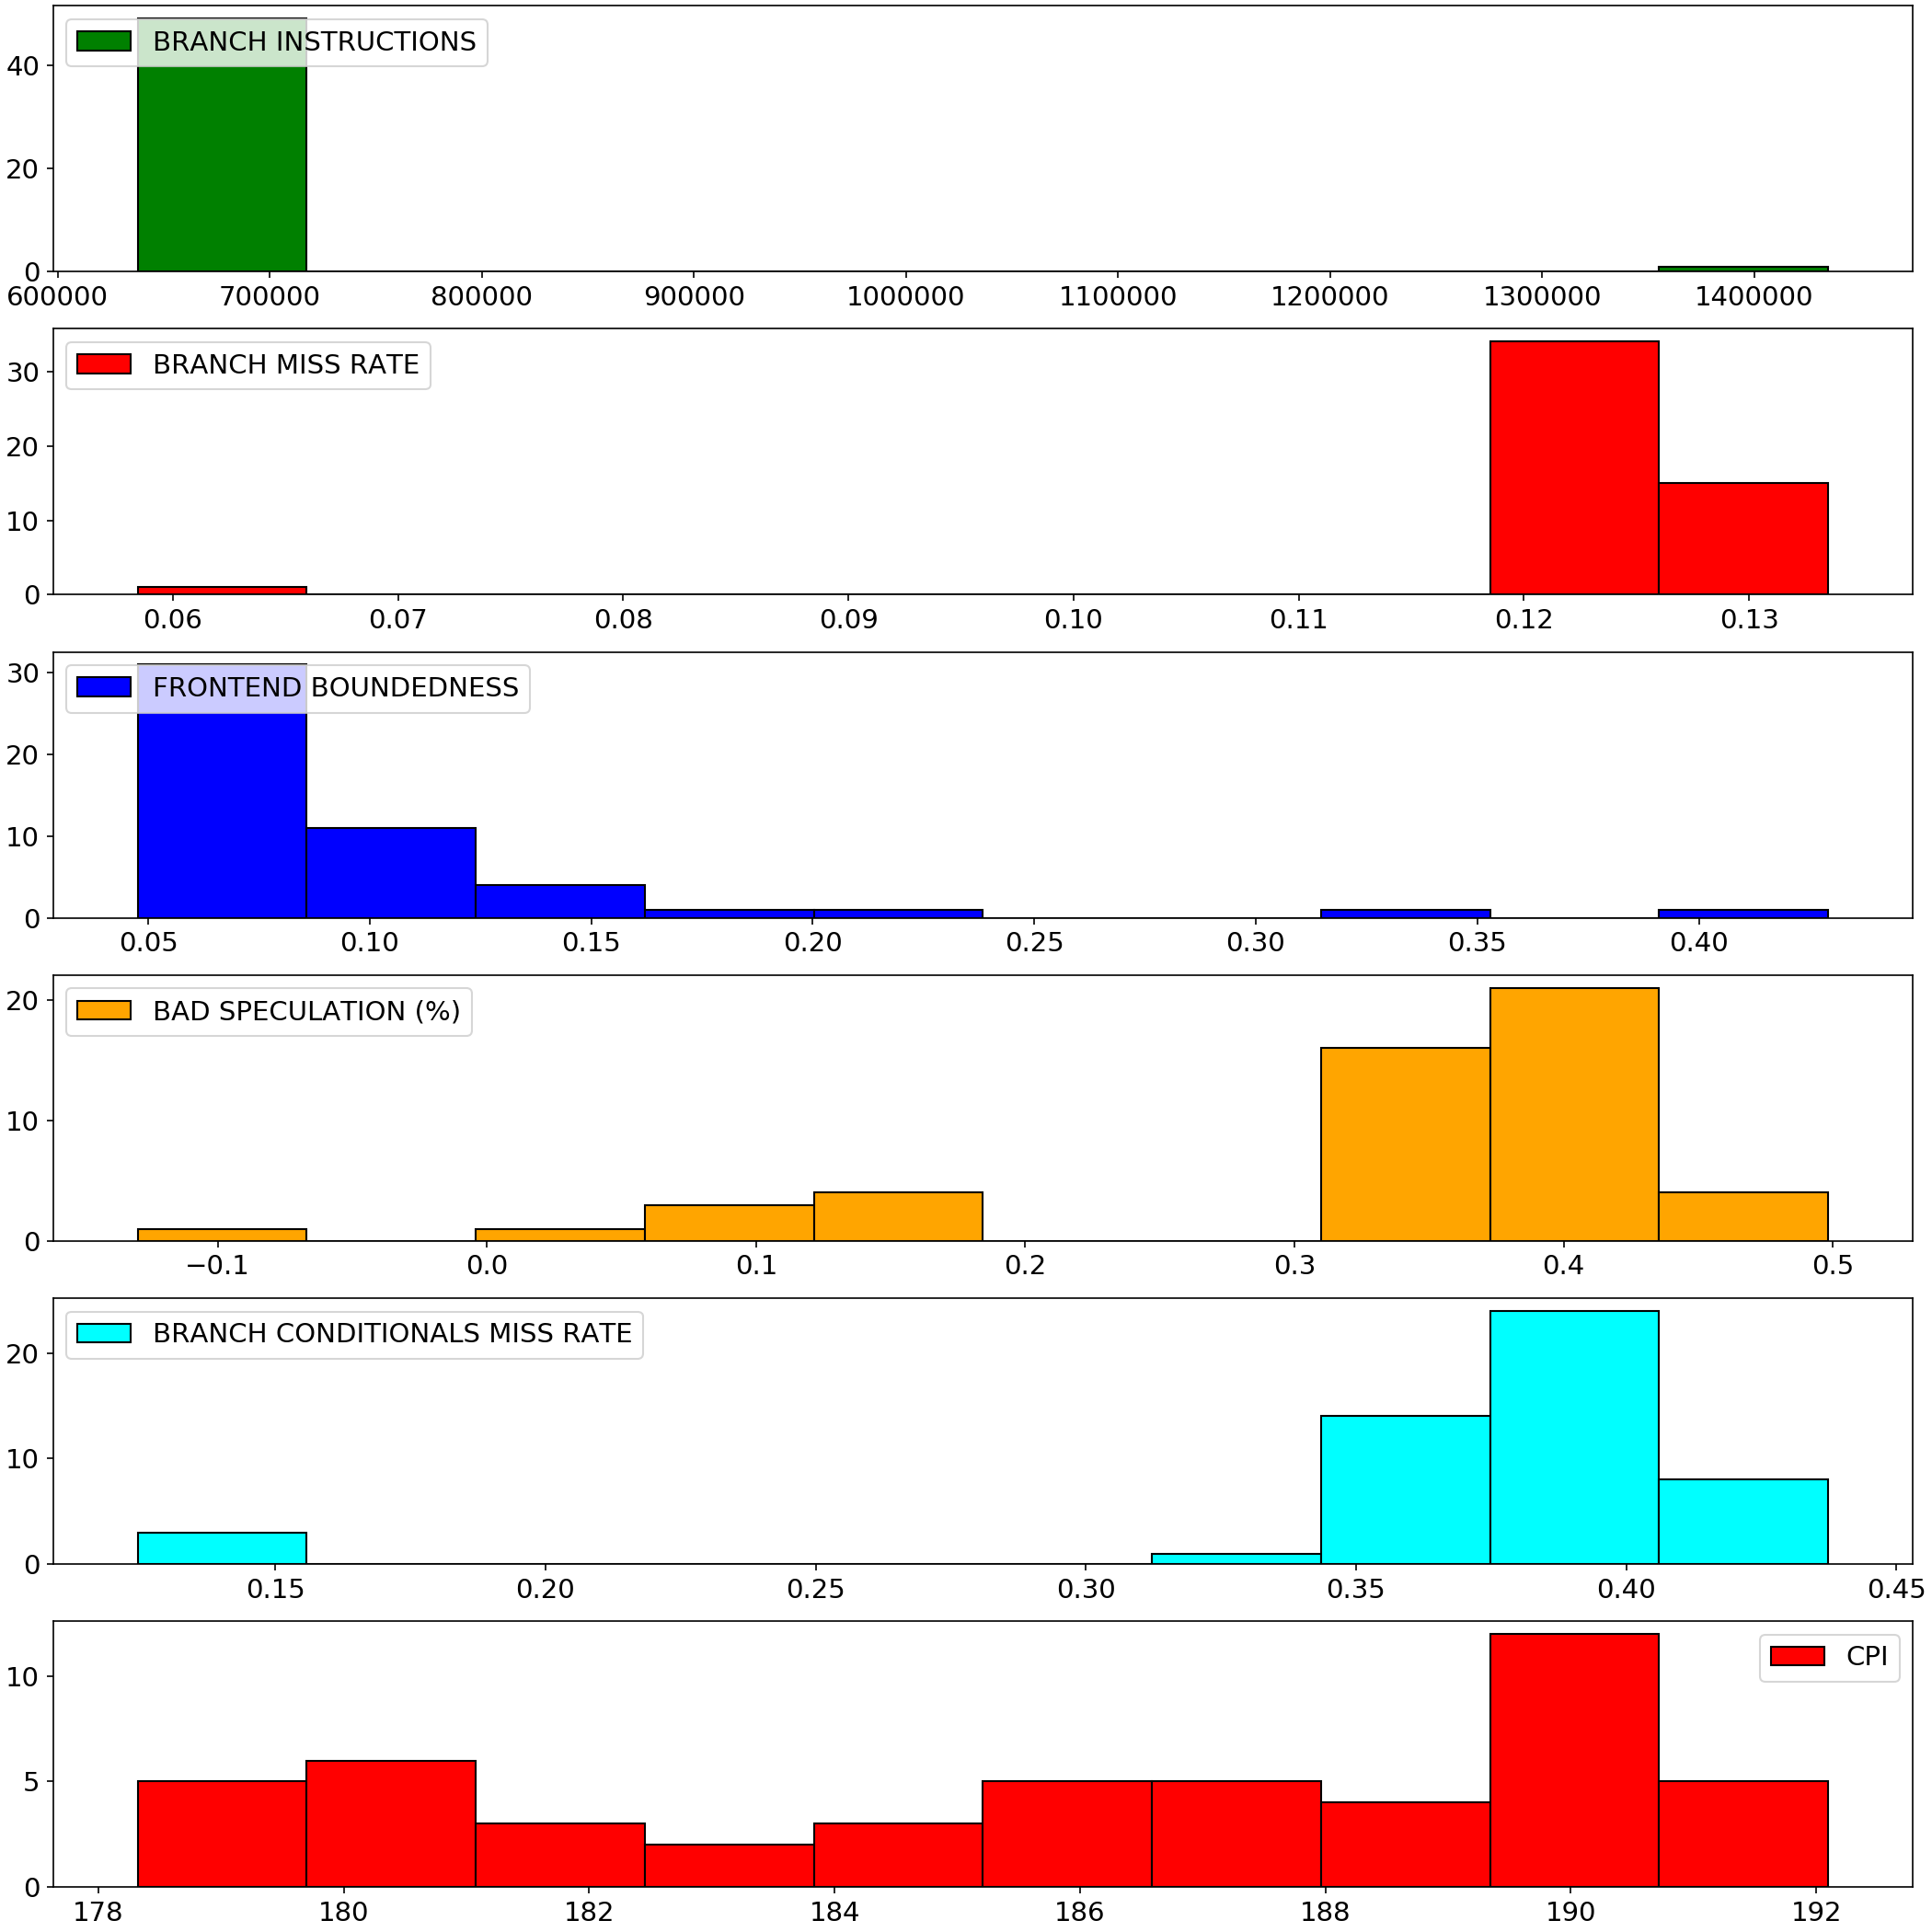 BRANCH INSTRUCTIONS
40
20
0
600000 700000 800000 900000 1000000 1100000 1200000 1300000 1400000
BRANCH MISS RATE
30
20
10
0
0.06 0.07 0.08 0.09 0.10 0.11 0.12 0.13
30
FRONTEND BOUNDEDNESS
20
10
0
0.05 0.10 0.15 0.20 0.25 0.30 0.35 0.40
20
BAD SPECULATION (%)
10
0
−0.1 0.0 0.1 0.2 0.3 0.4 0.5
BRANCH CONDITIONALS MISS RATE
20
10
0
0.15 0.20 0.25 0.30 0.35 0.40 0.45
CPI
10
5
0
178 180 182 184 186 188 190 192